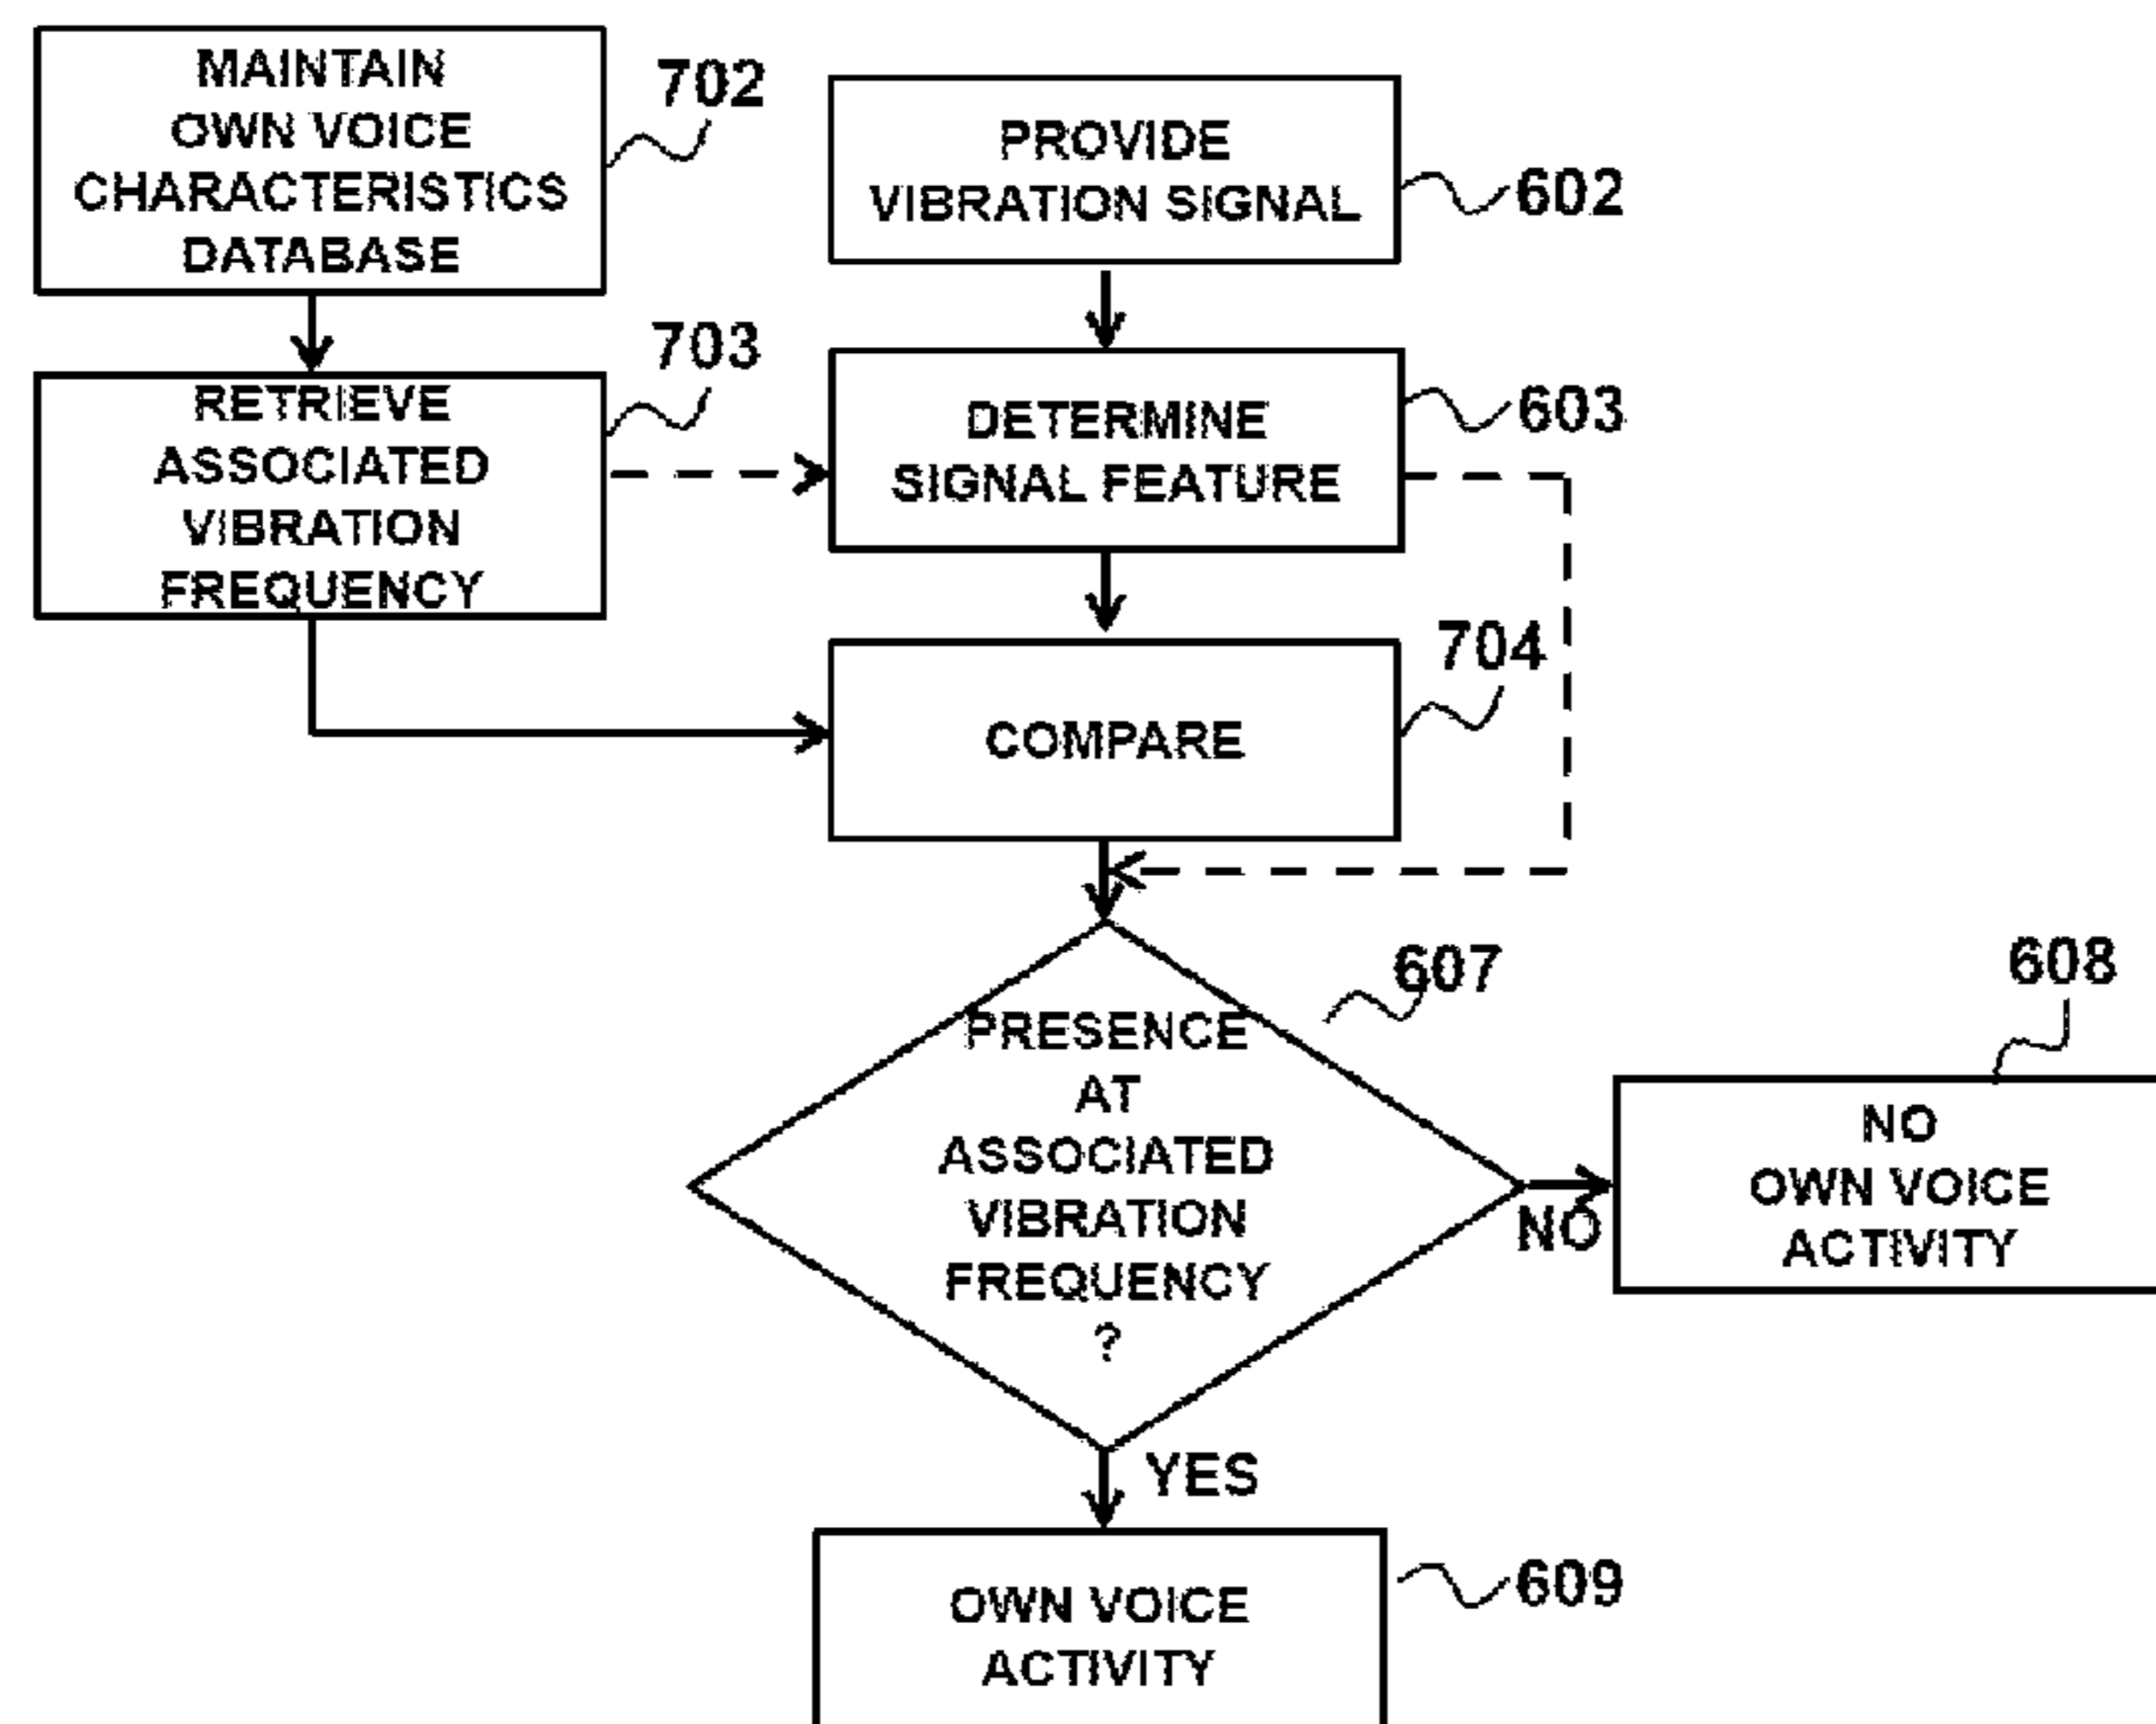 MAINTAIN
OWN VOICE
CHARACTERISTICS
DATABASE
702
PROVIDE
VIBRATION SIGNAL
602
RETRIEVE
ASSOCIATED
VIBRATION
FREQUENCY
703
DETERMINE
SIGNAL FEATURE
603
COMPARE
704
PRESENCE
AT
ASSOCIATED
VIBRATION
FREQUENCY
?
607
NO
608
NO
OWN VOICE
ACTIVITY
YES
OWN VOICE
ACTIVITY
609